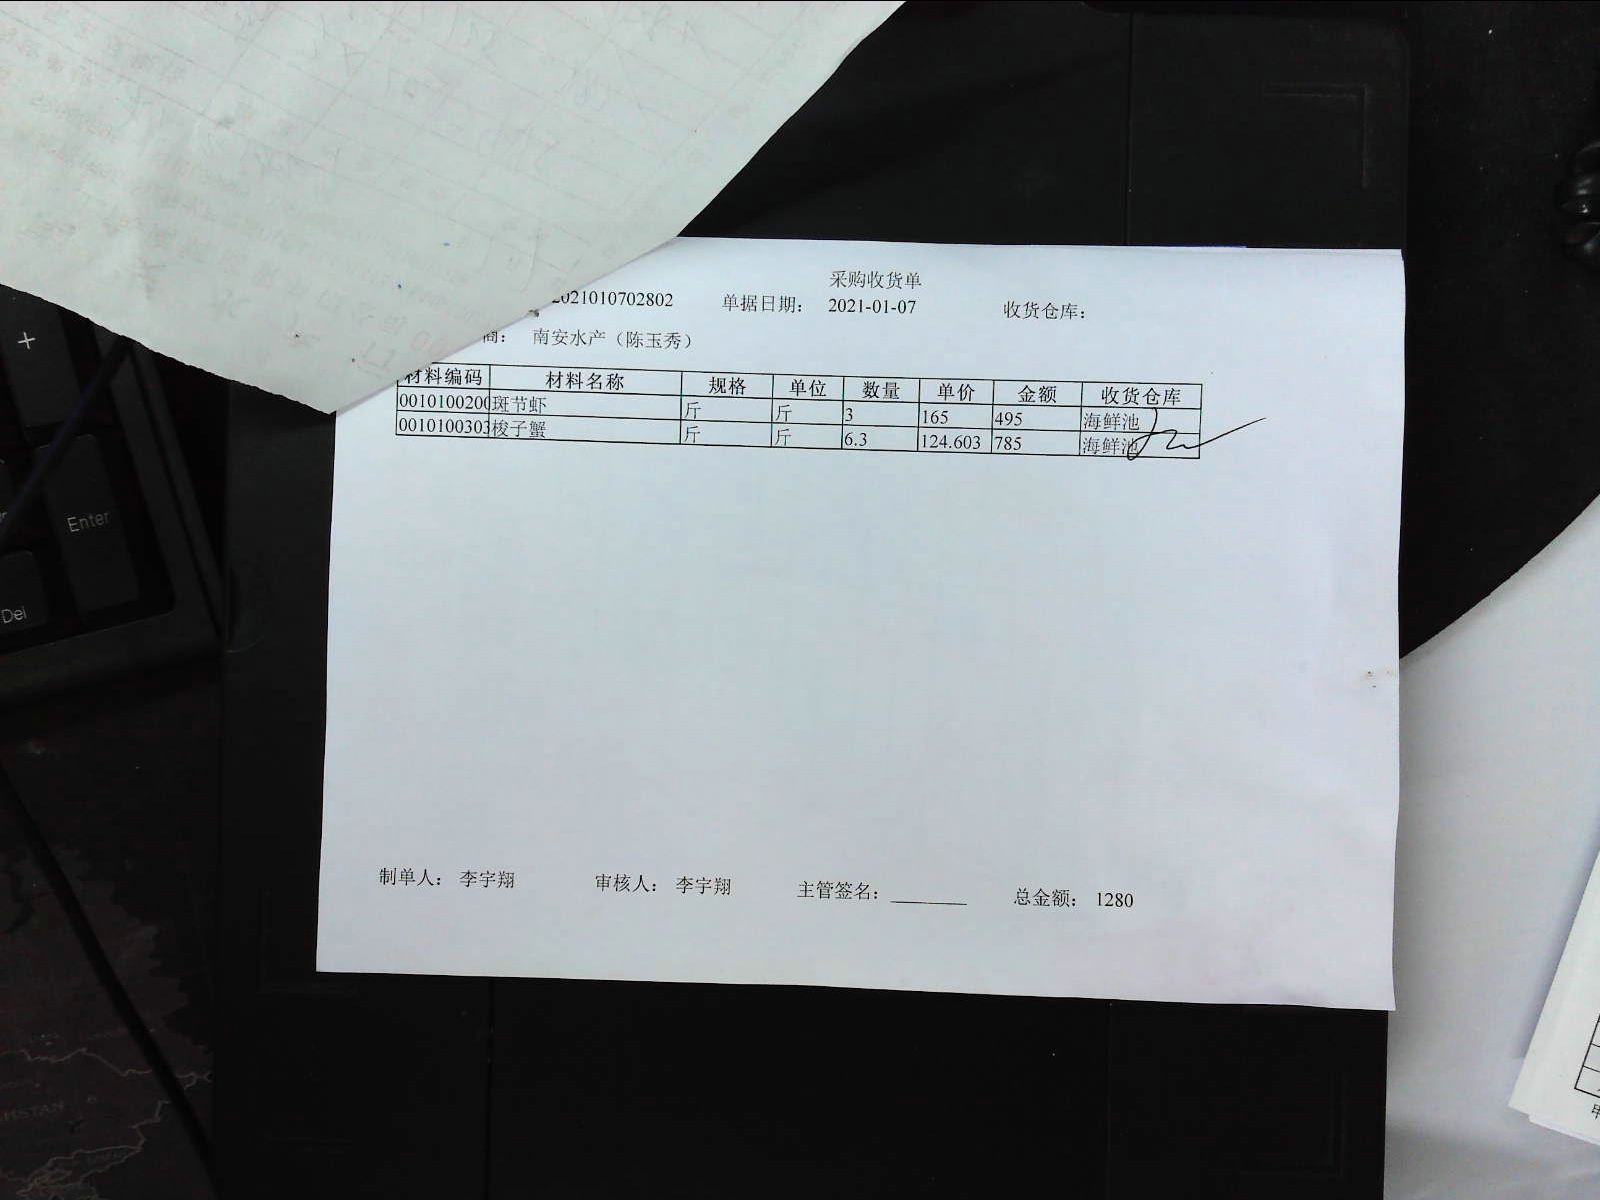 采购收货单
2021010702802 单据日期: 2021-01-07 收货仓库:
商: 南安水产（陈玉秀）
材料编码 材料名称 规格 单位 数量 单价 金额 收货仓库
0010100200 斑节虾 斤 斤 3 165 495 海鲜池
0010100303 梭子蟹 斤 斤 6.3 124.603 785 海鲜池
制单人: 李宇翔 审核人: 李宇翔 主管签名: 总金额: 1280
+
Enter
Del